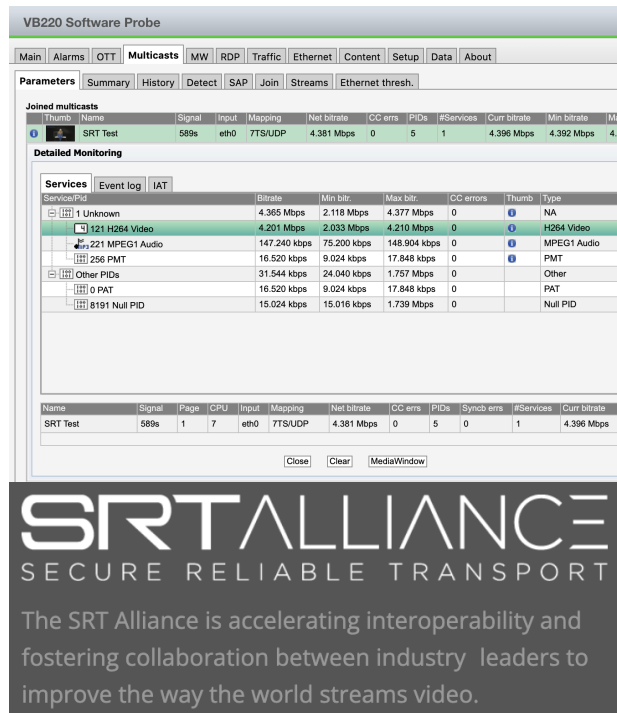 VB220 Software Probe
Main Alarms OTT Multicasts MW RDP Traffic Ethernet Content Setup Data About
Parameters Summary History Detect SAP Join Streams Ethernet thresh.
Joined multicasts
Thumb Name Signal Input Mapping Net bitrate CC errs PIDs #Services Curr bitrate Min bitrate
SRT Test 589s eth0 7TS/UDP 4.381 Mbps 0 5 1 4.396 Mbps 4.392 Mbps 4.
Detailed Monitoring
Services Event log IAT
Service/Pid Bitrate Min bitr. Max bitr. CC errors Thumb Type
1 Unknown 4.365 Mbps 2.118 Mbps 4.377 Mbps 0 NA
121 H264 Video 4.201 Mbps 2.033 Mbps 4.210 Mbps 0 H264 Video
221 MPEG1 Audio 147.240 kbps 75.200 kbps 148.904 kbps 0 MPEG1 Audio
256 PMT 16.520 kbps 9.024 kbps 17.848 kbps 0 PMT
Other PIDs 31.544 kbps 24.040 kbps 1.757 Mbps 0 Other
0 PAT 16.520 kbps 9.024 kbps 17.848 kbps 0 PAT
8191 Null PID 15.024 kbps 15.016 kbps 1.739 Mbps 0 Null PID
Name Signal Page CPU Input Mapping Net bitrate CC errs PIDs Syncb errs #Services Curr bitrate
SRT Test 589s 1 7 eth0 7TS/UDP 4.381 Mbps 0 5 0 1 4.396 Mbps
Close Clear MediaWindow
SRT ALLIANCE
SECURE RELIABLE TRANSPORT
The SRT Alliance is accelerating interoperability and
fostering collaboration between industry leaders to
improve the way the world streams video.